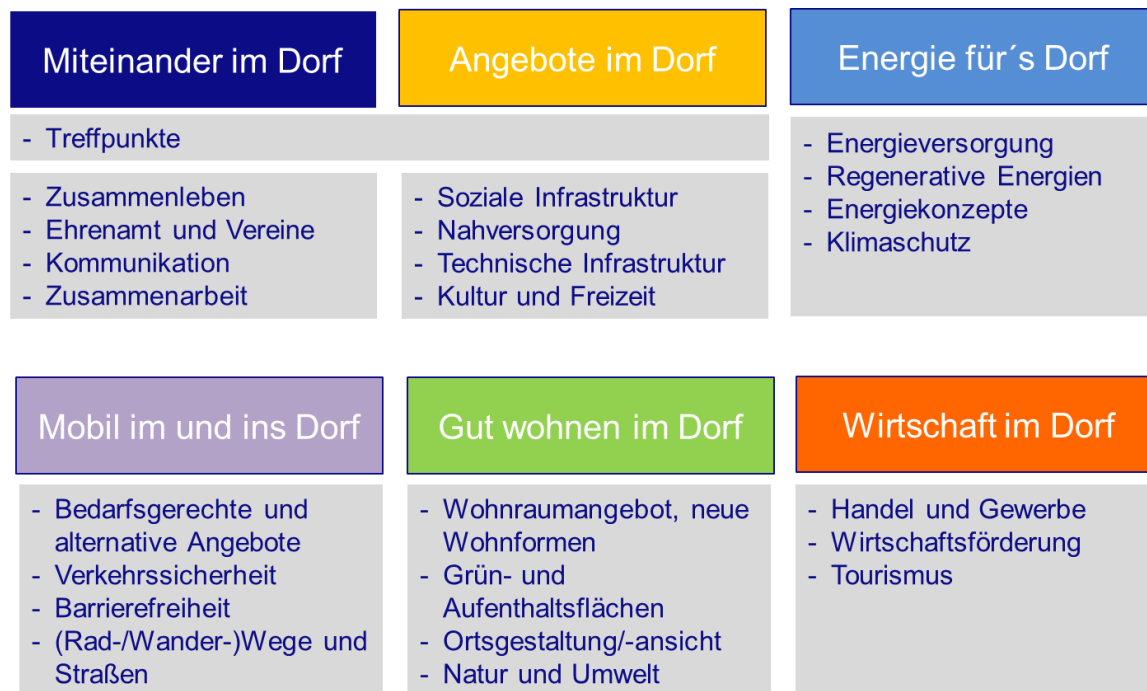 Miteinander im Dorf
Angebote im Dorf
Energie für´s Dorf
- Treffpunkte
- Zusammenleben
- Ehrenamt und Vereine
- Kommunikation
- Zusammenarbeit
- Soziale Infrastruktur
- Nahversorgung
- Technische Infrastruktur
- Kultur und Freizeit
- Energieversorgung
- Regenerative Energien
- Energiekonzepte
- Klimaschutz
Mobil im und ins Dorf
Gut wohnen im Dorf
Wirtschaft im Dorf
- Bedarfsgerechte und
alternative Angebote
- Verkehrssicherheit
- Barrierefreiheit
- (Rad-/Wander-)Wege und
Straßen
- Wohnraumangebot, neue
Wohnformen
- Grün- und
Aufenthaltsflächen
- Ortsgestaltung/-ansicht
- Natur und Umwelt
- Handel und Gewerbe
- Wirtschaftsförderung
- Tourismus